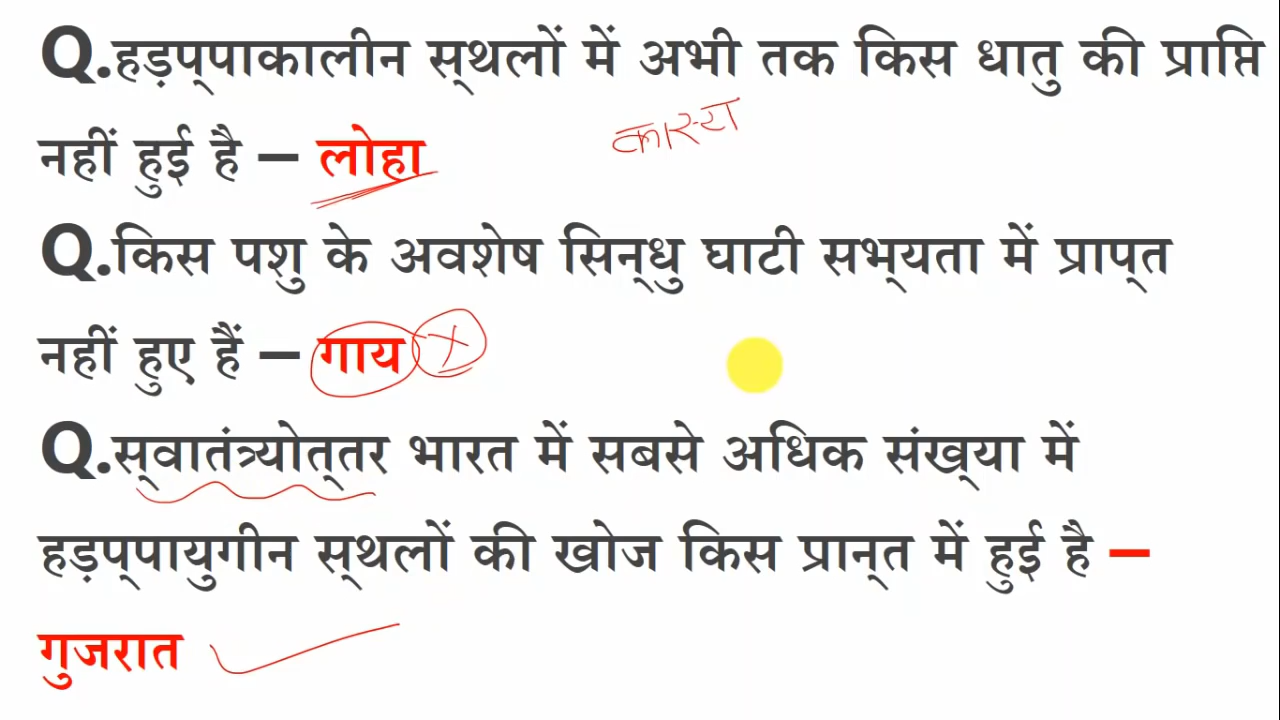 Q.हड़प्‌पाकालीन स्‌थलों में अभी तक किस धातु की प्राप्ति
नहीं हुई है – लोहा
कास्या
Q.किस पशु के अवशेष सिन्‌धु घाटी सभ्‌यता में प्राप्‌त
नहीं हुए हैं – गाय
Q.स्‌वातंत्र्योत्‌तर भारत में सबसे अधिक संख्‌या में
हड़प्‌पायुगीन स्‌थलों की खोज किस प्रान्‌त में हुई है –
गुजरात